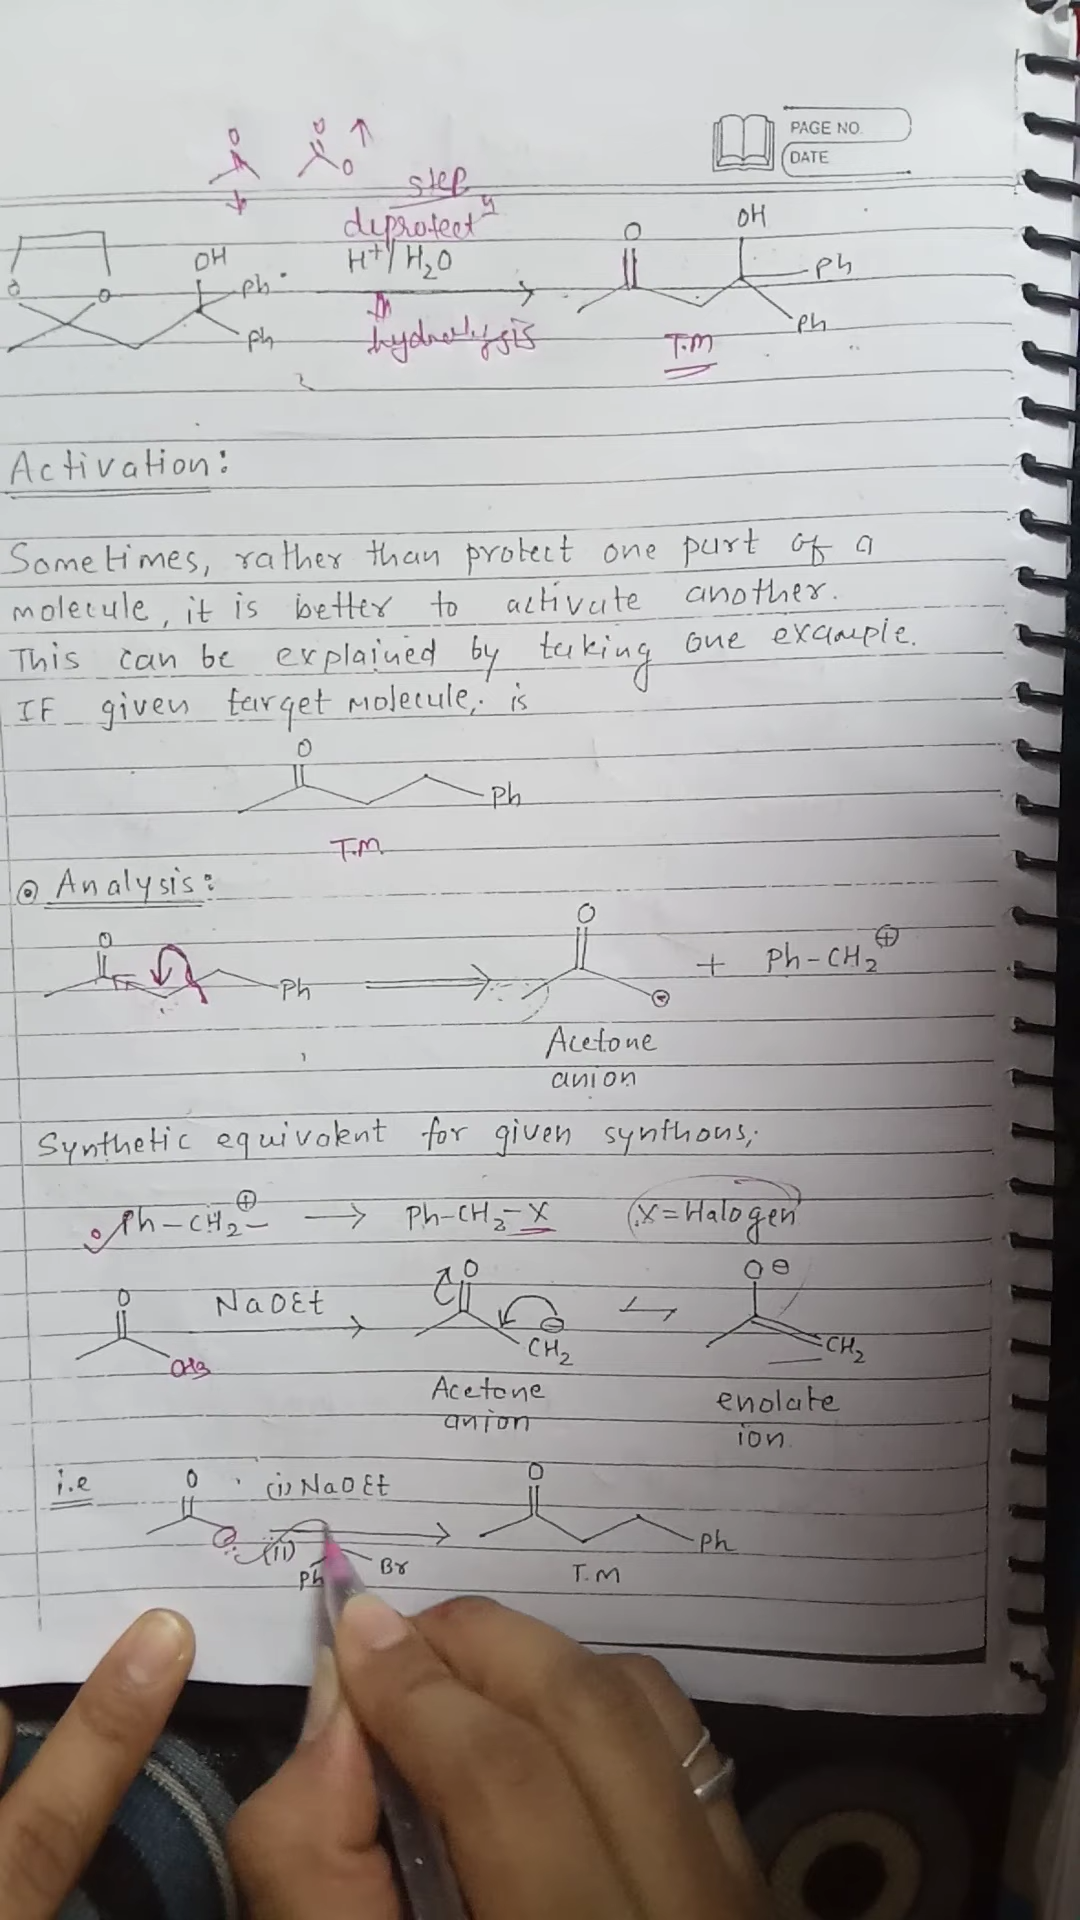 PAGE NO.
DATE
O O
O
step
deprotect
O OH
OH
H+/H2O
O O Ph Ph
Ph hydrolysis Ph
T.M
Activation:
Sometimes, rather than protect one part of a
molecule, it is better to activate another.
This can be explained by taking one example.
IF given target molecule, is
O
Ph
T.M.
Analysis:
O O
Ph + Ph-CH2⊕
⊖
Acetone
anion
Synthetic equivalent for given synthons,
Ph-CH2⊕ → Ph-CH2-X (X=Halogen)
O NaOEt O O⊖
CH3 ⊖ CH2 CH2
Acetone enolate
anion ion
i.e O (i) NaOEt O
⊖ (ii) Ph Br Ph
T.M